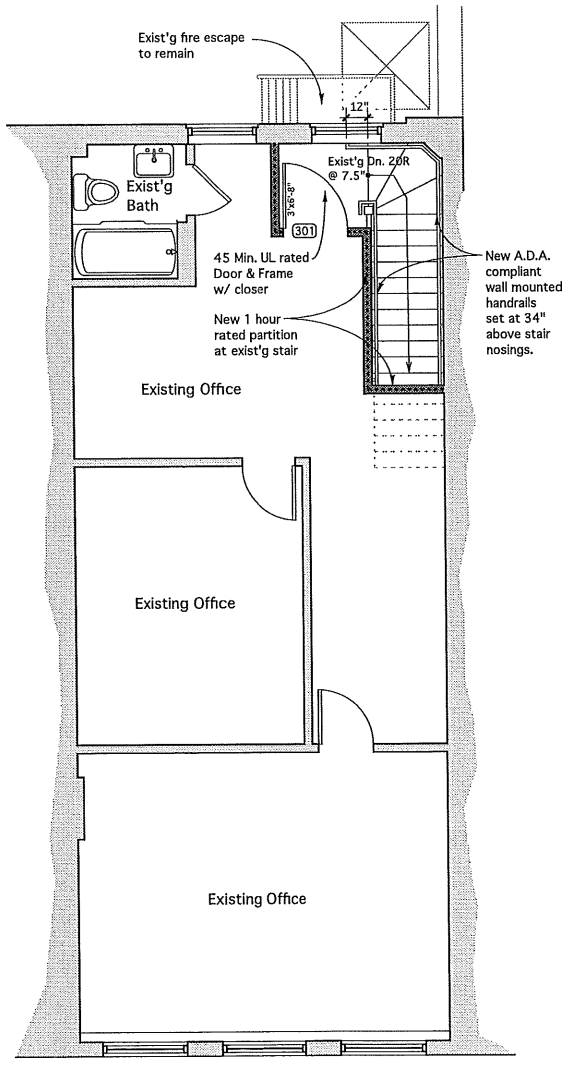 Exist'g fire escape
to remain
12"
Exist'g Dn. 20R
@ 7.5"
Exist'g
Bath
3'x6'-8"
301
45 Min. UL rated
Door & Frame
w/ closer
New A.D.A.
compliant
wall mounted
handrails
set at 34"
above stair
nosings.
New 1 hour
rated partition
at exist'g stair
Existing Office
Existing Office
Existing Office